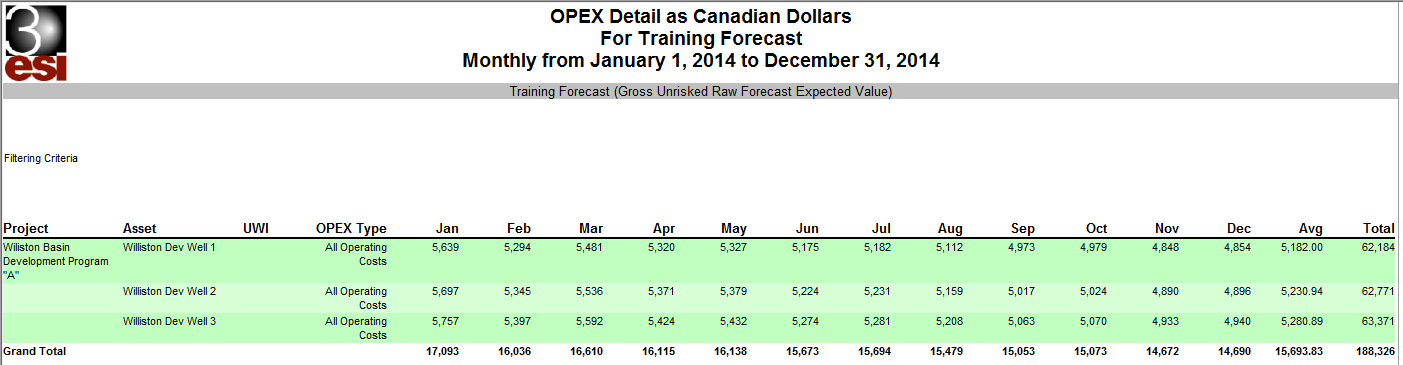 3
esi
OPEX Detail as Canadian Dollars
For Training Forecast
Monthly from January 1, 2014 to December 31, 2014
Training Forecast (Gross Unrisked Raw Forecast Expected Value)
Filtering Criteria
Project Asset UWI OPEX Type Jan Feb Mar Apr May Jun Jul Aug Sep Oct Nov Dec Avg Total
Wiliston Basin Williston Dev Well 1 All Operating 5,639 5,294 5,481 5,320 5,327 5,175 5,182 5,112 4,973 4,979 4,848 4,854 5,182.00 62,184
Development Program Costs
"A"
Williston Dev Well 2 All Operating 5,697 5,345 5,536 5,371 5,379 5,224 5,231 5,159 5,017 5,024 4,890 4,896 5,230.94 62,771
Costs
Williston Dev Well 3 All Operating 5,757 5,397 5,592 5,424 5,432 5,274 5,281 5,208 5,063 5,070 4,933 4,940 5,280.89 63,371
Costs
Grand Total 17,093 16,036 16,610 16,115 16,138 15,673 15,694 15,479 15,053 15,073 14,672 14,690 15,693.83 188,326